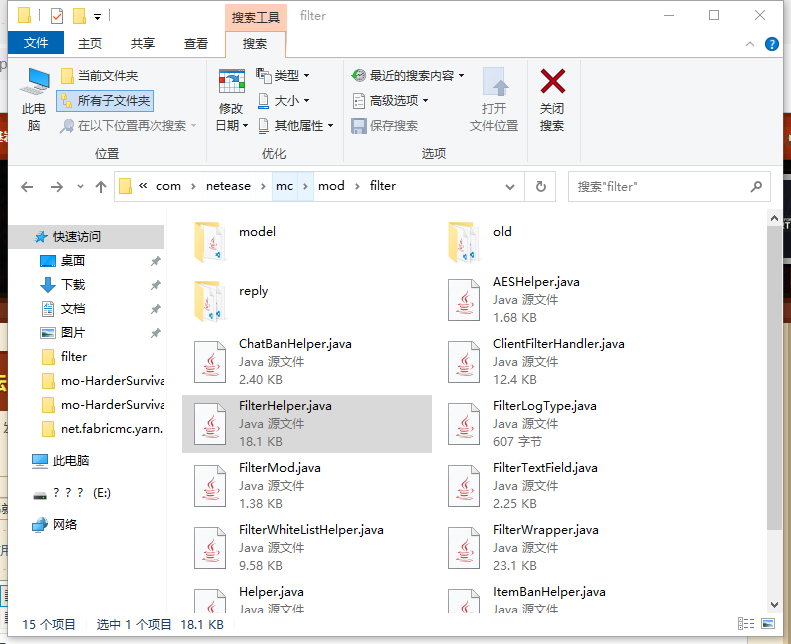 搜索工具
filter
文件
主页
共享
查看
搜索
此电脑
当前文件夹
所有子文件夹
在以下位置再次搜索
位置
修改日期
类型
大小
其他属性
优化
最近的搜索内容
高级选项
保存搜索
打开文件位置
选项
关闭搜索
« com › netease › mc › mod › filter
搜索"filter"
快速访问
桌面
下载
文档
图片
filter
mo-HarderSurviva
mo-HarderSurviva
net.fabricmc.yarn.
此电脑
？？？ (E:)
网络
model
old
reply
AESHelper.java
Java 源文件
1.68 KB
ChatBanHelper.java
Java 源文件
2.40 KB
ClientFilterHandler.java
Java 源文件
12.4 KB
FilterHelper.java
Java 源文件
18.1 KB
FilterLogType.java
Java 源文件
607 字节
FilterMod.java
Java 源文件
1.38 KB
FilterTextField.java
Java 源文件
2.25 KB
FilterWhiteListHelper.java
Java 源文件
9.58 KB
FilterWrapper.java
Java 源文件
23.1 KB
Helper.java
Java 源文件
ItemBanHelper.java
Java 源文件
15 个项目
选中 1 个项目 18.1 KB